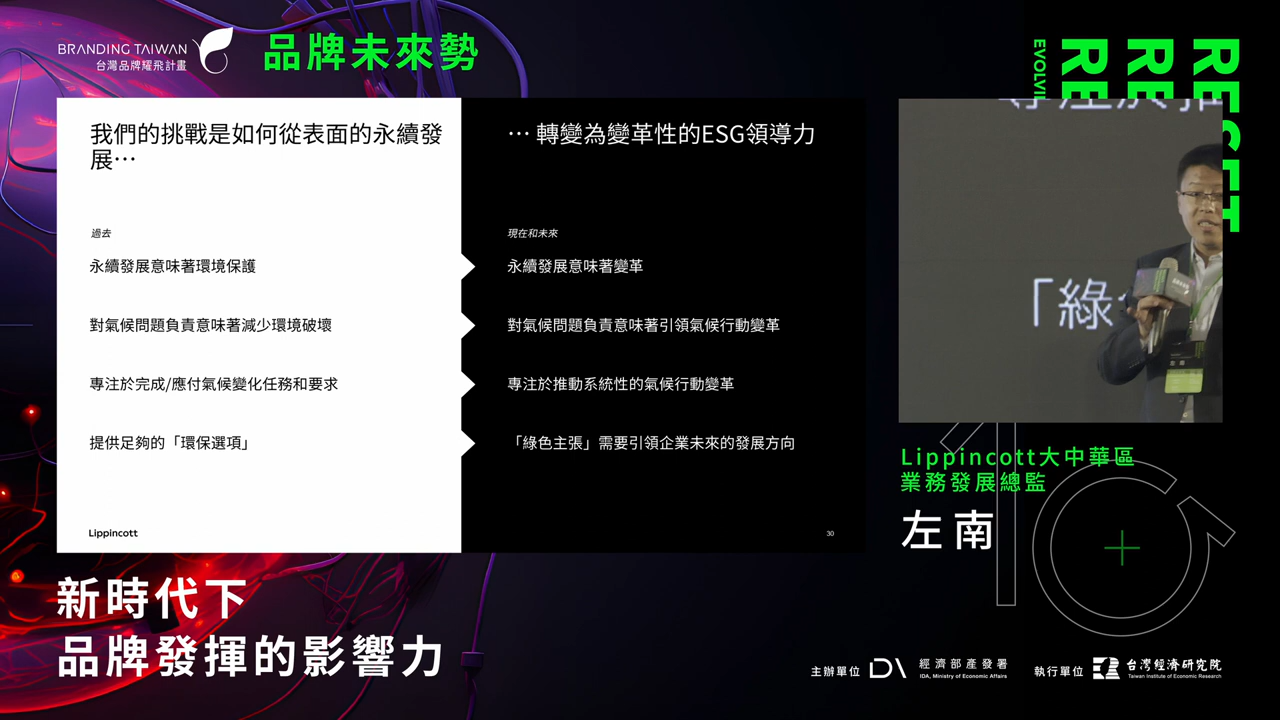 BRANDING TAIWAN
台灣品牌耀飛計畫
品牌未來勢
EVOLVI
RE
RE
RESET
我們的挑戰是如何從表面的永續發
展…
… 轉變為變革性的ESG領導力
過去
現在和未來
永續發展意味著環境保護
永續發展意味著變革
對氣候問題負責意味著減少環境破壞
對氣候問題負責意味著引領氣候行動變革
專注於完成/應付氣候變化任務和要求
專注於推動系統性的氣候行動變革
提供足夠的「環保選項」
「綠色主張」需要引領企業未來的發展方向
Lippincott
30
「綠
Lippincott大中華區
業務發展總監
左南
新時代下
品牌發揮的影響力
主辦單位
經濟部產發署
IDA, Ministry of Economic Affairs
執行單位
台灣經濟研究院
Taiwan Institute of Economic Research